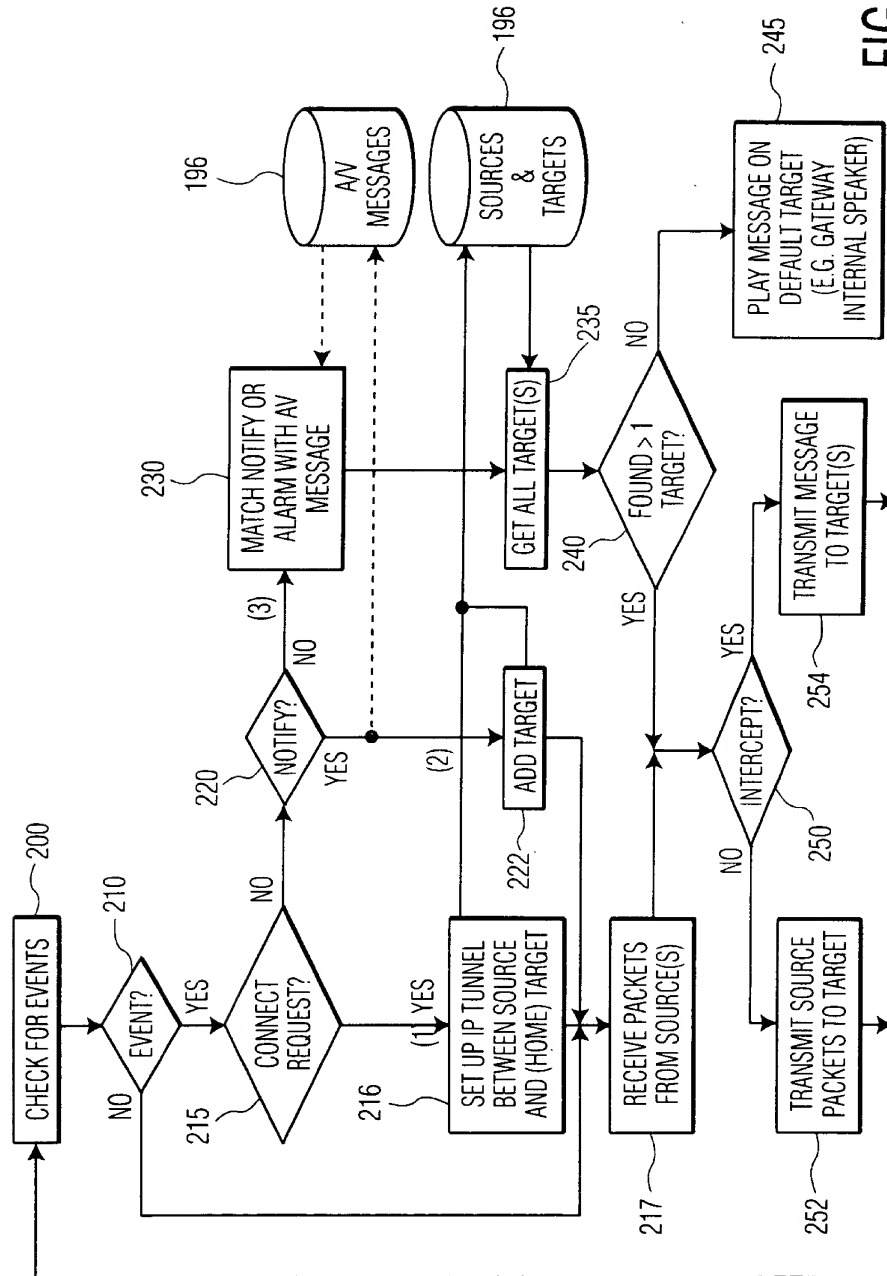 200
CHECK FOR EVENTS
210
EVENT?
NO
YES
215
CONNECT
REQUEST?
NO
YES
(1)
216
SET UP IP TUNNEL
BETWEEN SOURCE
AND (HOME) TARGET
217
RECEIVE PACKETS
FROM SOURCE(S)
220
NOTIFY?
NO
(3)
YES
(2)
222
ADD TARGET
230
MATCH NOTIFY OR
ALARM WITH AV
MESSAGE
196
A/V
MESSAGES
196
SOURCES
&
TARGETS
235
GET ALL TARGET(S)
240
FOUND > 1
TARGET?
NO
YES
245
PLAY MESSAGE ON
DEFAULT TARGET
(E.G. GATEWAY
INTERNAL SPEAKER)
250
INTERCEPT?
NO
YES
252
TRANSMIT SOURCE
PACKETS TO TARGET
254
TRANSMIT MESSAGE
TO TARGET(S)
FIG